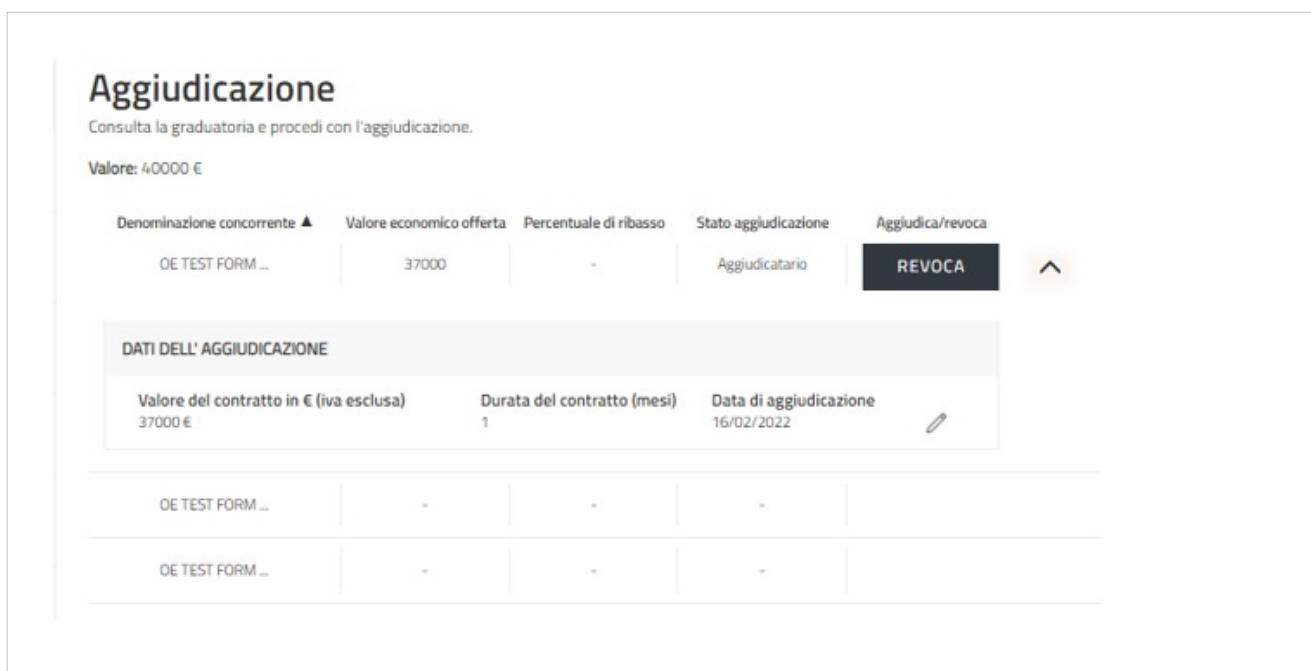 Aggiudicazione
Consulta la graduatoria e procedi con l'aggiudicazione.
Valore: 40000 €
Denominazione concorrente ▲ Valore economico offerta Percentuale di ribasso Stato aggiudicazione Aggiudica/revoca
OE TEST FORM ... 37000 - Aggiudicatario REVOCA
DATI DELL' AGGIUDICAZIONE
Valore del contratto in € (iva esclusa) Durata del contratto (mesi) Data di aggiudicazione
37000 € 1 16/02/2022
OE TEST FORM ... - - -
OE TEST FORM ... - - -